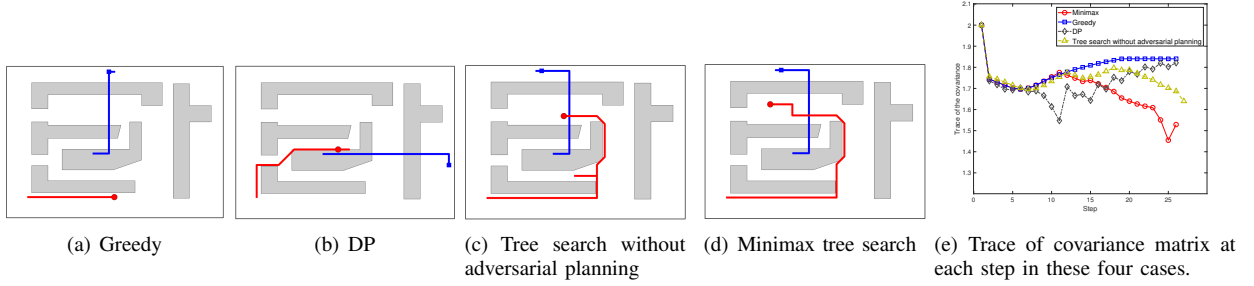 2.1
2
1.9
1.8
1.7
1.6
1.5
1.4
1.3
Trace of the covariance
0 5 10 15 20 25
Step
Minimax
Greedy
DP
Tree search without adversarial planning
(a) Greedy
(b) DP
(c) Tree search without
adversarial planning
(d) Minimax tree search
(e) Trace of covariance matrix at
each step in these four cases.